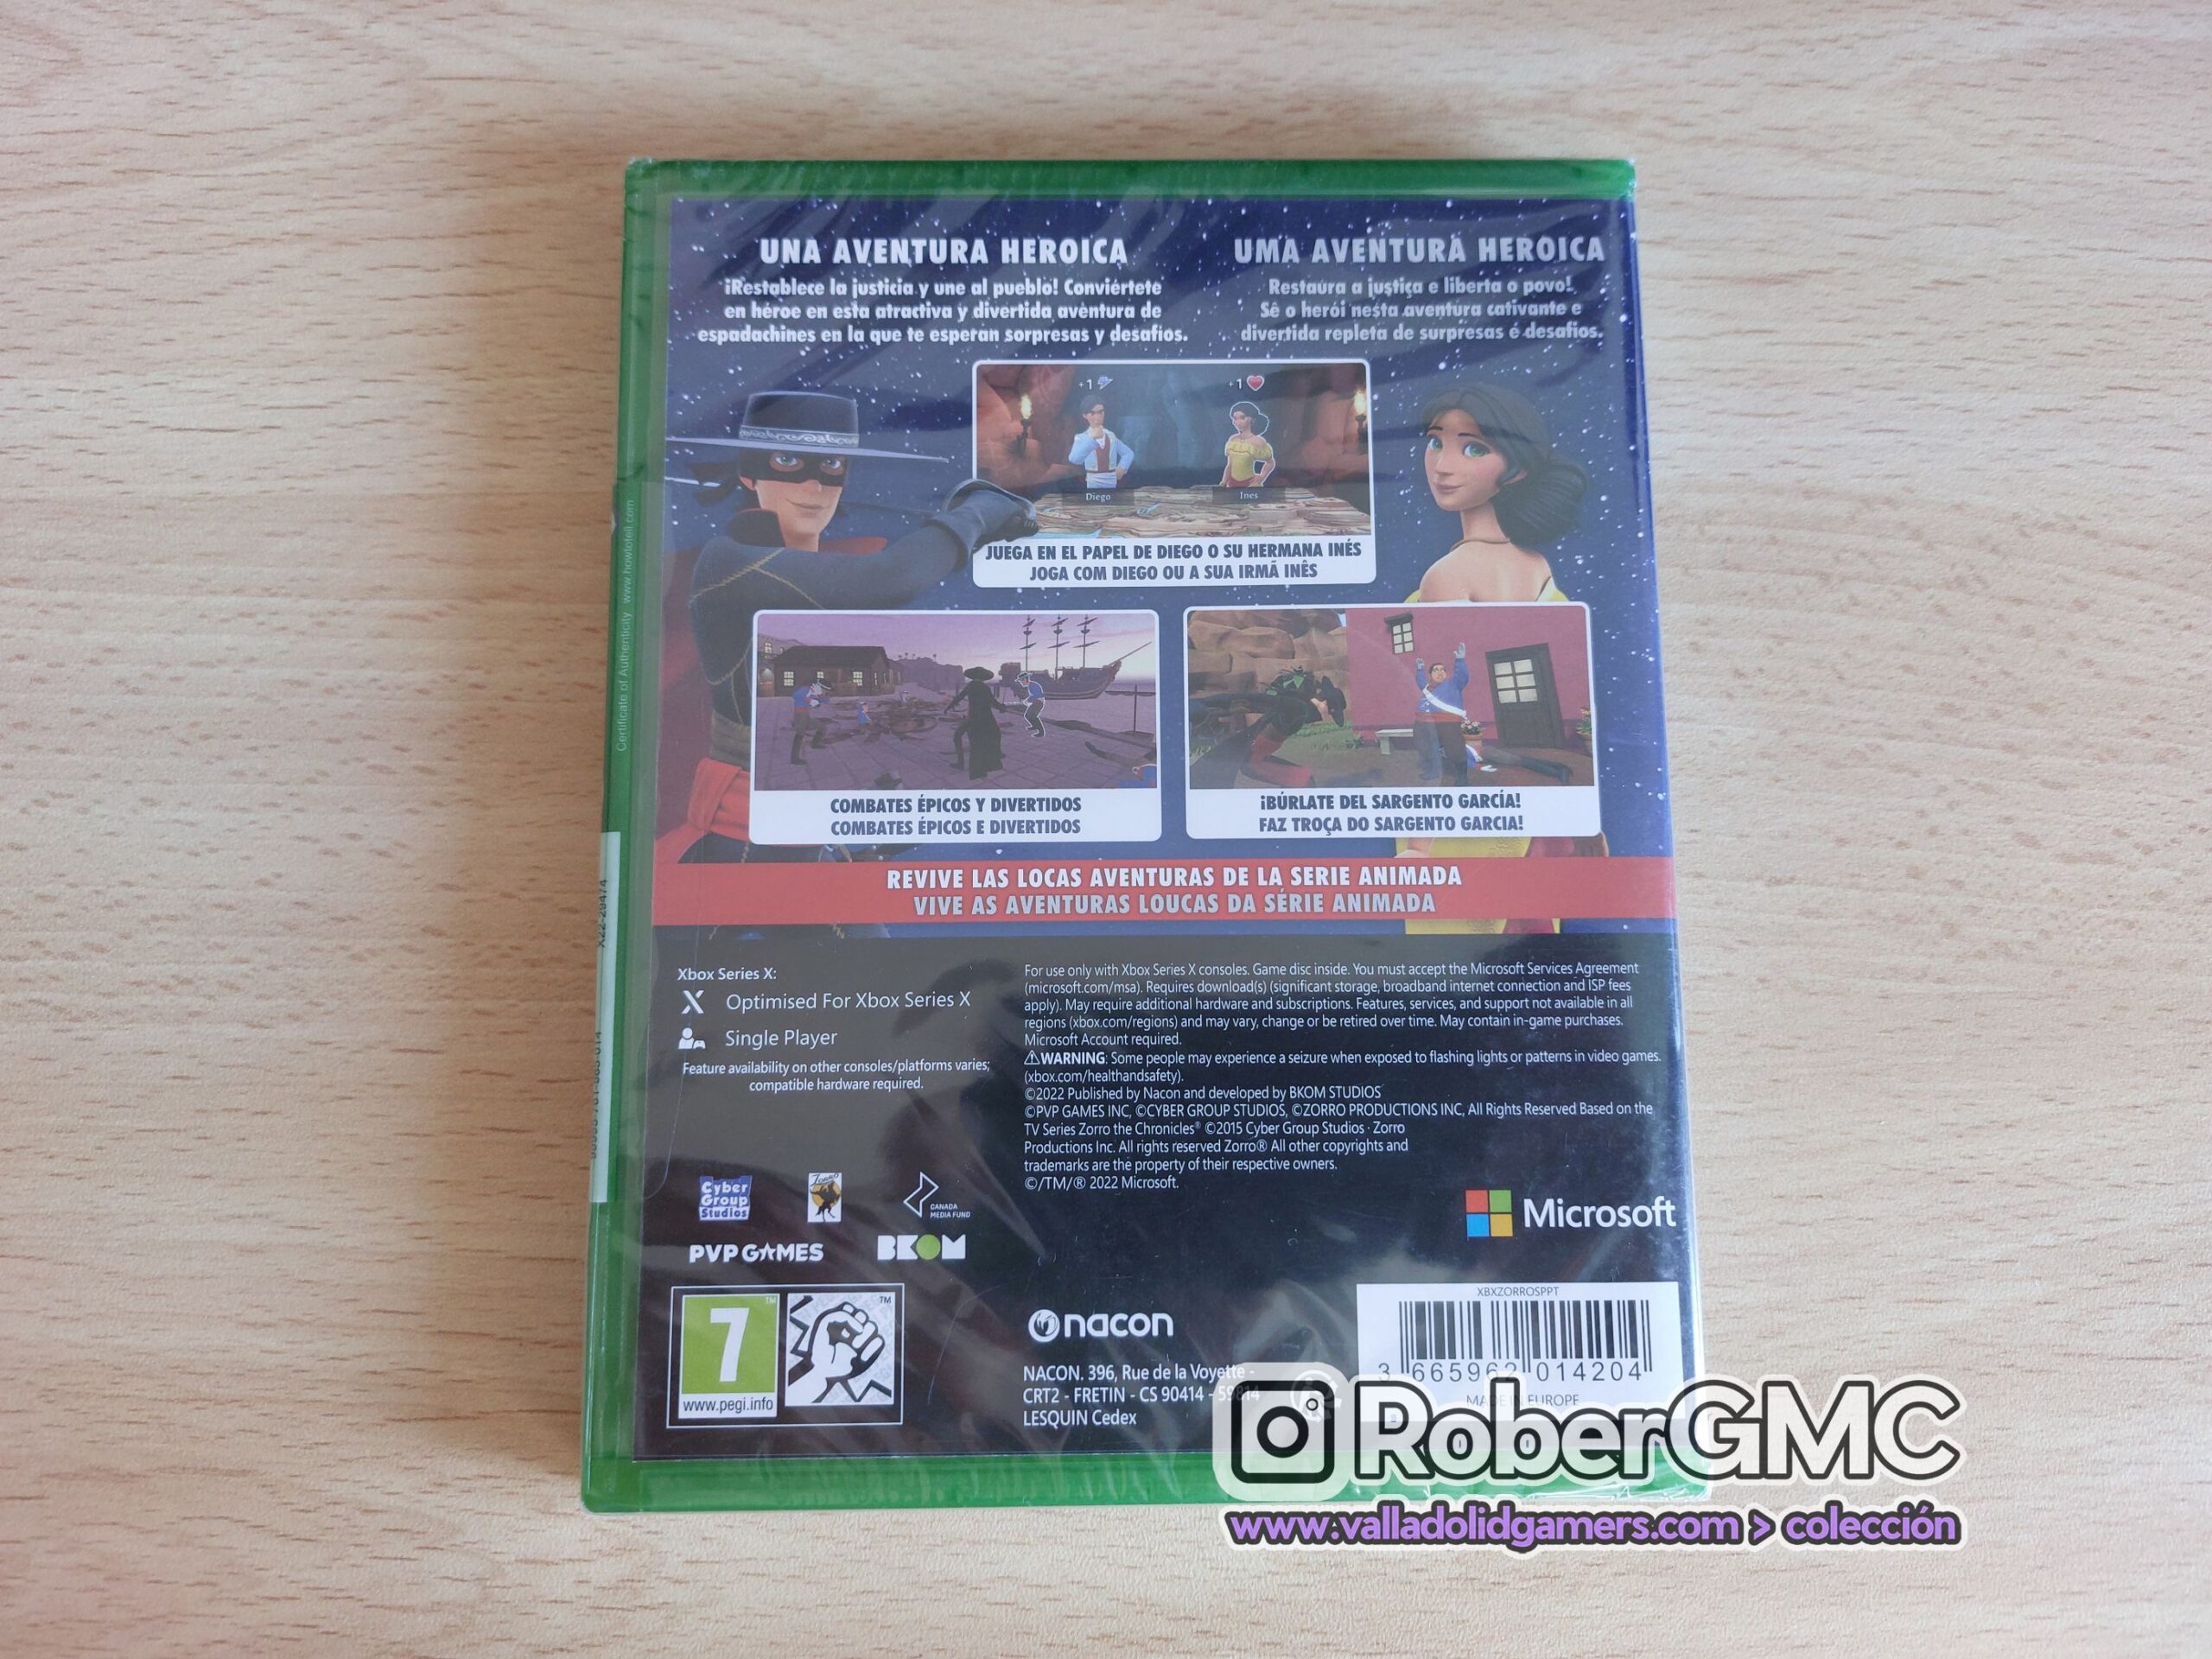 UNA AVENTURA HEROICA
¡Restablece la justicia y une al pueblo! Conviértete
en héroe en esta atractiva y divertida aventura de
espadachines en la que te esperan sorpresas y desafíos.
UMA AVENTURA HEROICA
Restaura a justiça e liberta o povo!
Sê o herói nesta aventura cativante e
divertida repleta de surpresas e desafios.
+1
+1
Diego
Ines
JUEGA EN EL PAPEL DE DIEGO O SU HERMANA INÉS
JOGA COM DIEGO OU A SUA IRMÃ INÊS
COMBATES ÉPICOS Y DIVERTIDOS
COMBATES ÉPICOS E DIVERTIDOS
¡BÚRLATE DEL SARGENTO GARCÍA!
FAZ TROÇA DO SARGENTO GARCIA!
REVIVE LAS LOCAS AVENTURAS DE LA SERIE ANIMADA
VIVE AS AVENTURAS LOUCAS DA SÉRIE ANIMADA
Certificate of Authenticity www.howtotell.com
X22-29474
Xbox Series X:
Optimised For Xbox Series X
Single Player
Feature availability on other consoles/platforms varies;
compatible hardware required.
For use only with Xbox Series X consoles. Game disc inside. You must accept the Microsoft Services Agreement
(microsoft.com/msa). Requires download(s) (significant storage, broadband internet connection and ISP fees
apply). May require additional hardware and subscriptions. Features, services, and support not available in all
regions (xbox.com/regions) and may vary, change or be retired over time. May contain in-game purchases.
Microsoft Account required.
⚠WARNING: Some people may experience a seizure when exposed to flashing lights or patterns in video games.
(xbox.com/healthandsafety).
©2022 Published by Nacon and developed by BKOM STUDIOS
©PVP GAMES INC, ©CYBER GROUP STUDIOS, ©ZORRO PRODUCTIONS INC, All Rights Reserved Based on the
TV Series Zorro the Chronicles® ©2015 Cyber Group Studios · Zorro
Productions Inc. All rights reserved Zorro® All other copyrights and
trademarks are the property of their respective owners.
©/TM/® 2022 Microsoft.
Cyber
Group
Studios
Zorro
CANADA
MEDIA FUND
PVP GAMES
BKOM
Microsoft
7
www.pegi.info
nacon
NACON. 396, Rue de la Voyette -
CRT2 - FRETIN - CS 90414 - 59814
LESQUIN Cedex
XBXZORROSPPT
3 665962 014204
MADE IN EUROPE
RoberGMC
www.valladolidgamers.com > colección